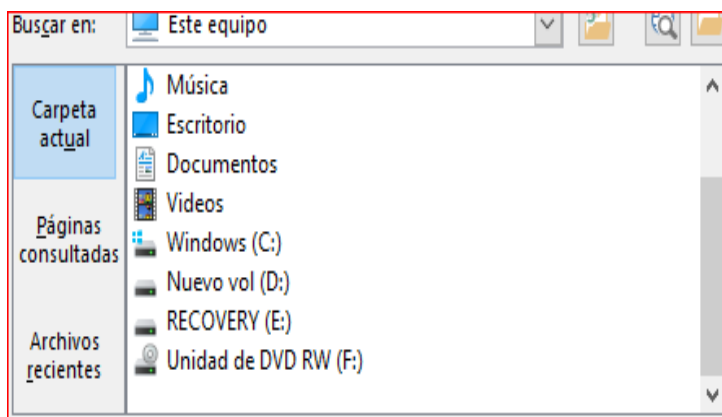 Buscar en:
Este equipo
Carpeta
actual
Páginas
consultadas
Archivos
recientes
Música
Escritorio
Documentos
Videos
Windows (C:)
Nuevo vol (D:)
RECOVERY (E:)
Unidad de DVD RW (F:)